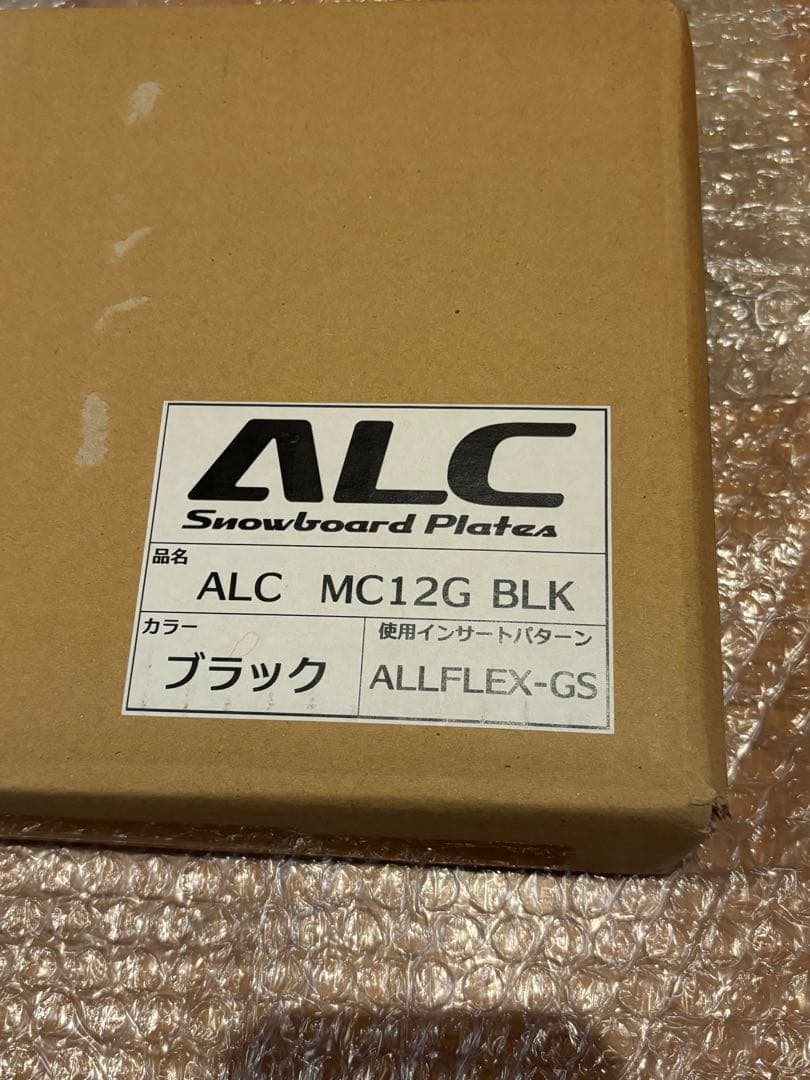 ALC
Snowboard Plates
品名
ALC MC12G BLK
カラー
ブラック
使用インサートパターン
ALLFLEX-GS